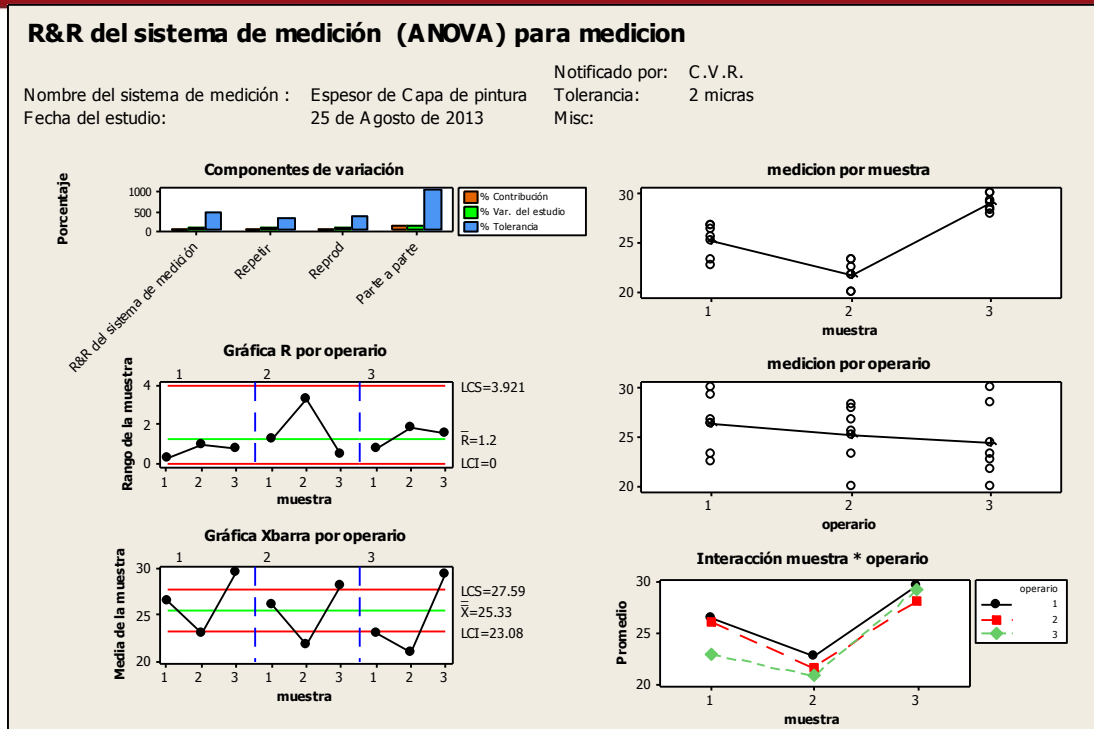 R&R del sistema de medición (ANOVA) para medicion
Notificado por: C.V.R.
Nombre del sistema de medición : Espesor de Capa de pintura Tolerancia: 2 micras
Fecha del estudio: 25 de Agosto de 2013 Misc:
Componentes de variación
Porcentaje
1000
500
0
R&R del sistema de medición
Repetir
Reprod
Parte a parte
% Contribución
% Var. del estudio
% Tolerancia
Gráfica R por operario
Rango de la muestra
1 2 3
4
2
0
LCS=3.921
R=1.2
LCI=0
1 2 3 1 2 3 1 2 3
muestra
Gráfica Xbarra por operario
Media de la muestra
1 2 3
30
25
20
LCS=27.59
X=25.33
LCI=23.08
1 2 3 1 2 3 1 2 3
muestra
medicion por muestra
30
25
20
1 2 3
muestra
medicion por operario
30
25
20
1 2 3
operario
Interacción muestra * operario
Promedio
30
25
20
1 2 3
muestra
operario
1
2
3